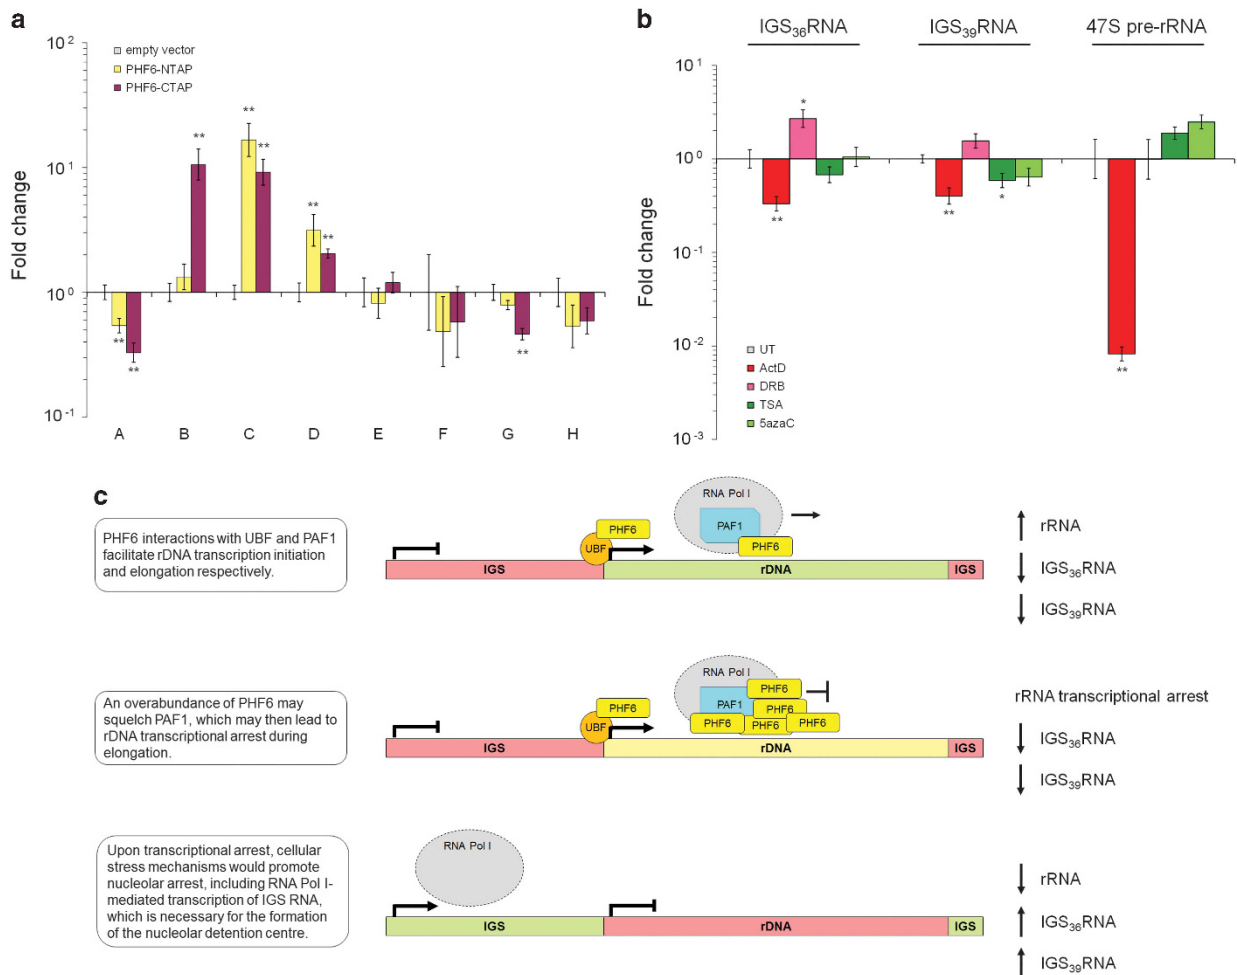 a
10²
10¹
10⁰
10⁻¹
Fold change
empty vector
PHF6-NTAP
PHF6-CTAP
**
**
**
**
**
**
**
**
A
B
C
D
E
F
G
H
b
IGS₃₆RNA
IGS₃₉RNA
47S pre-rRNA
10¹
10⁰
10⁻¹
10⁻²
10⁻³
Fold change
*
**
**
*
**
UT
ActD
DRB
TSA
5azaC
c
PHF6 interactions with UBF and PAF1
facilitate rDNA transcription initiation
and elongation respectively.
RNA Pol I
PAF1
PHF6
PHF6
UBF
IGS
rDNA
IGS
rRNA
IGS₃₆RNA
IGS₃₉RNA
An overabundance of PHF6 may
squelch PAF1, which may then lead to
rDNA transcriptional arrest during
elongation.
RNA Pol I
PAF1
PHF6
PHF6
PHF6
PHF6
PHF6
PHF6
UBF
IGS
rDNA
IGS
rRNA transcriptional arrest
IGS₃₆RNA
IGS₃₉RNA
Upon transcriptional arrest, cellular
stress mechanisms would promote
nucleolar arrest, including RNA Pol I-
mediated transcription of IGS RNA,
which is necessary for the formation
of the nucleolar detention centre.
RNA Pol I
IGS
rDNA
IGS
rRNA
IGS₃₆RNA
IGS₃₉RNA